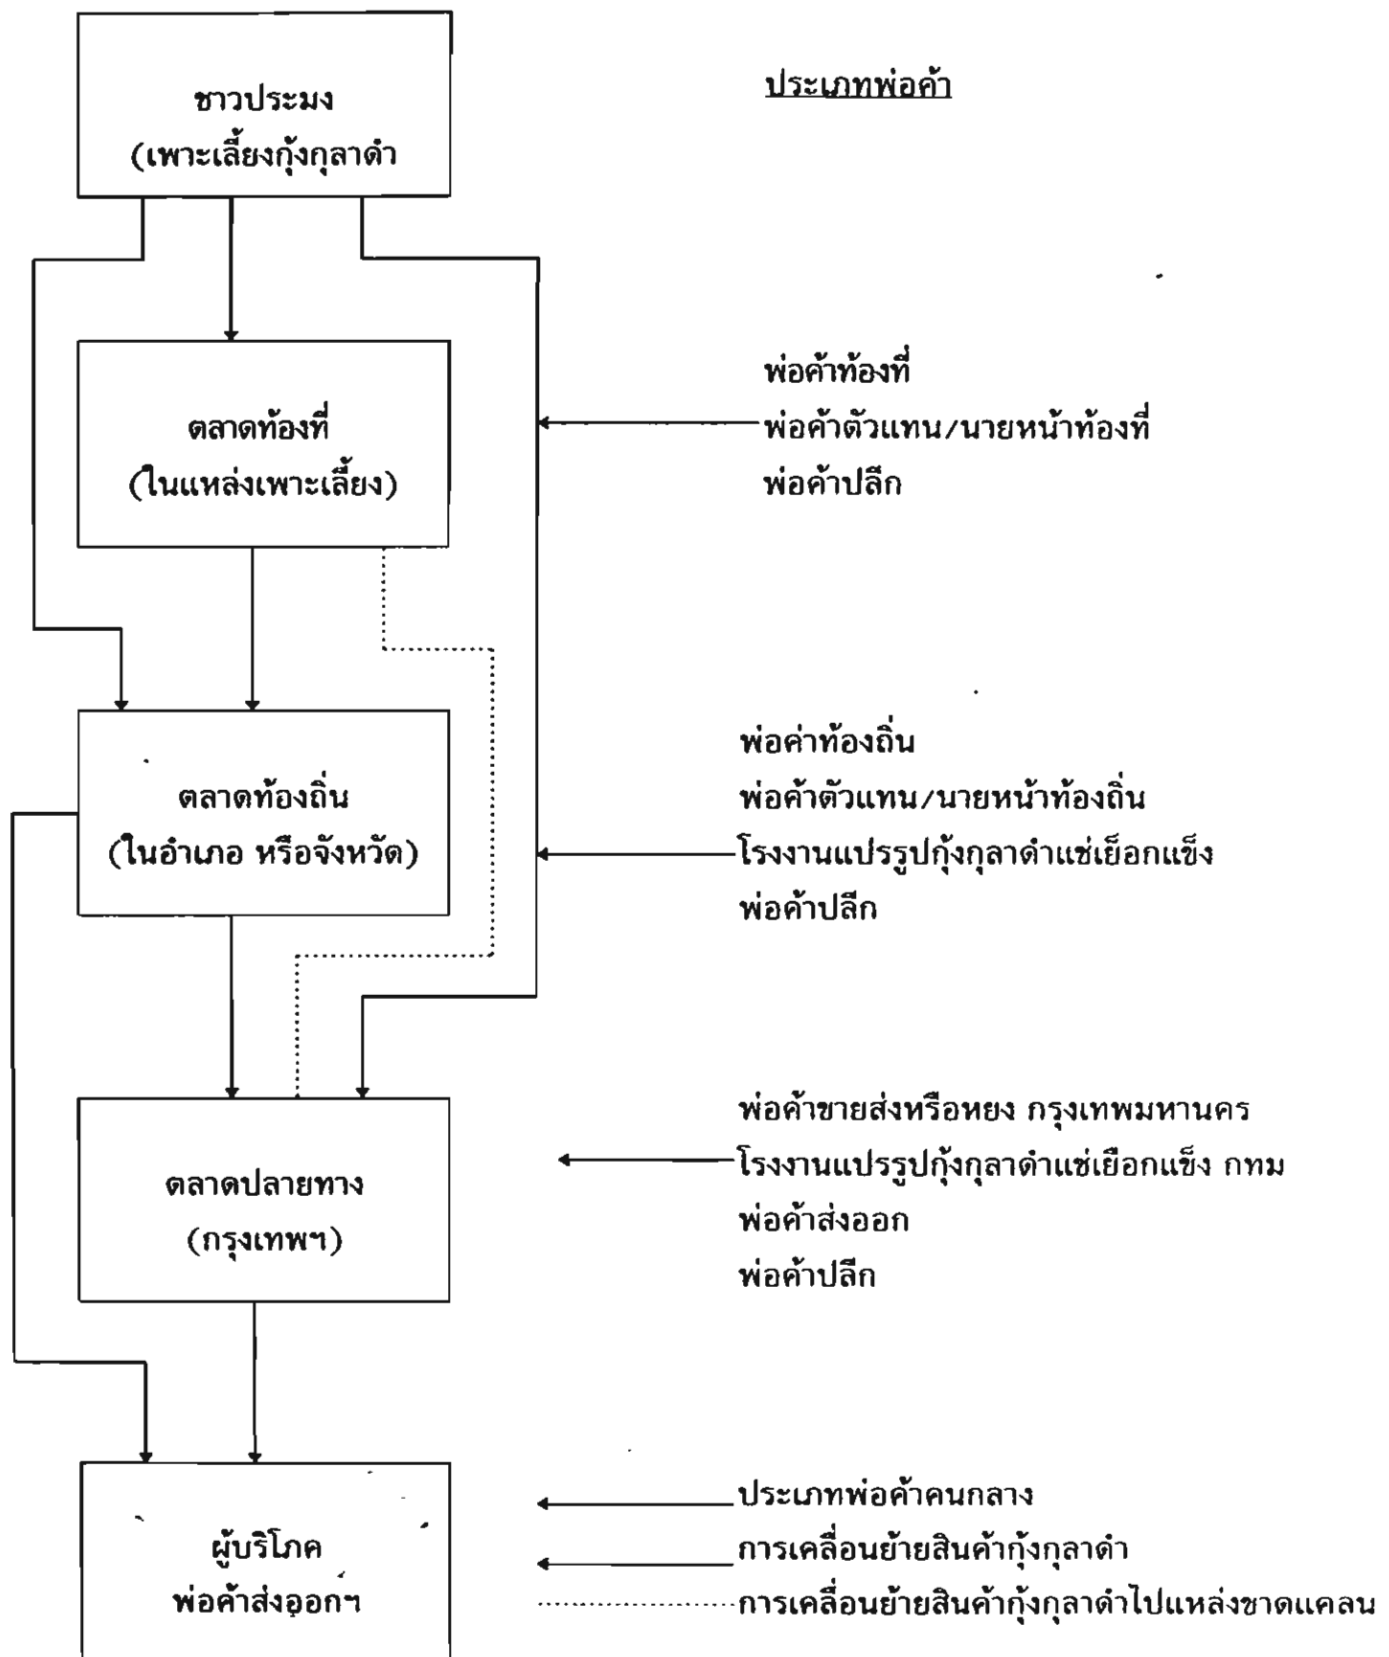 ชาวประมง
(เพาะเลี้ยงกุ้งกุลาดำ
ประเภทพ่อค้า
ตลาดท้องที่
(ในแหล่งเพาะเลี้ยง)
พ่อค้าท้องที่
พ่อค้าตัวแทน/นายหน้าท้องที่
พ่อค้าปลีก
ตลาดท้องถิ่น
(ในอำเภอ หรือจังหวัด)
พ่อค่าท้องถิ่น
พ่อค้าตัวแทน/นายหน้าท้องถิ่น
โรงงานแปรรูปกุ้งกุลาดำแช่เย็อกแข็ง
พ่อค้าปลีก
ตลาดปลายทาง
(กรุงเทพฯ)
พ่อค้าขายส่งหรือหยง กรุงเทพมหานคร
โรงงานแปรรูปกุ้งกุลาดำแช่เยือกแข็ง กทม
พ่อค้าส่งออก
พ่อค้าปลีก
ผู้บริโภค
พ่อค้าส่งออกฯ
ประเภทพ่อค้าคนกลาง
การเคลื่อนย้ายสินค้ากุ้งกุลาดำ
การเคลื่อนย้ายสินค้ากุ้งกุลาดำไปแหล่งขาดแคลน